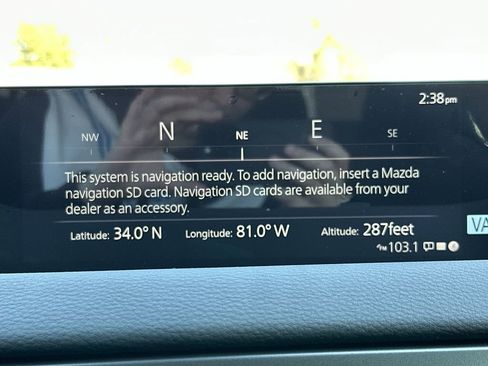 2:38pm
NW N NE E SE
This system is navigation ready. To add navigation, insert a Mazda
navigation SD card. Navigation SD cards are available from your
dealer as an accessory.
Latitude: 34.0° N Longitude: 81.0° W Altitude: 287feet
VA
FM 103.1